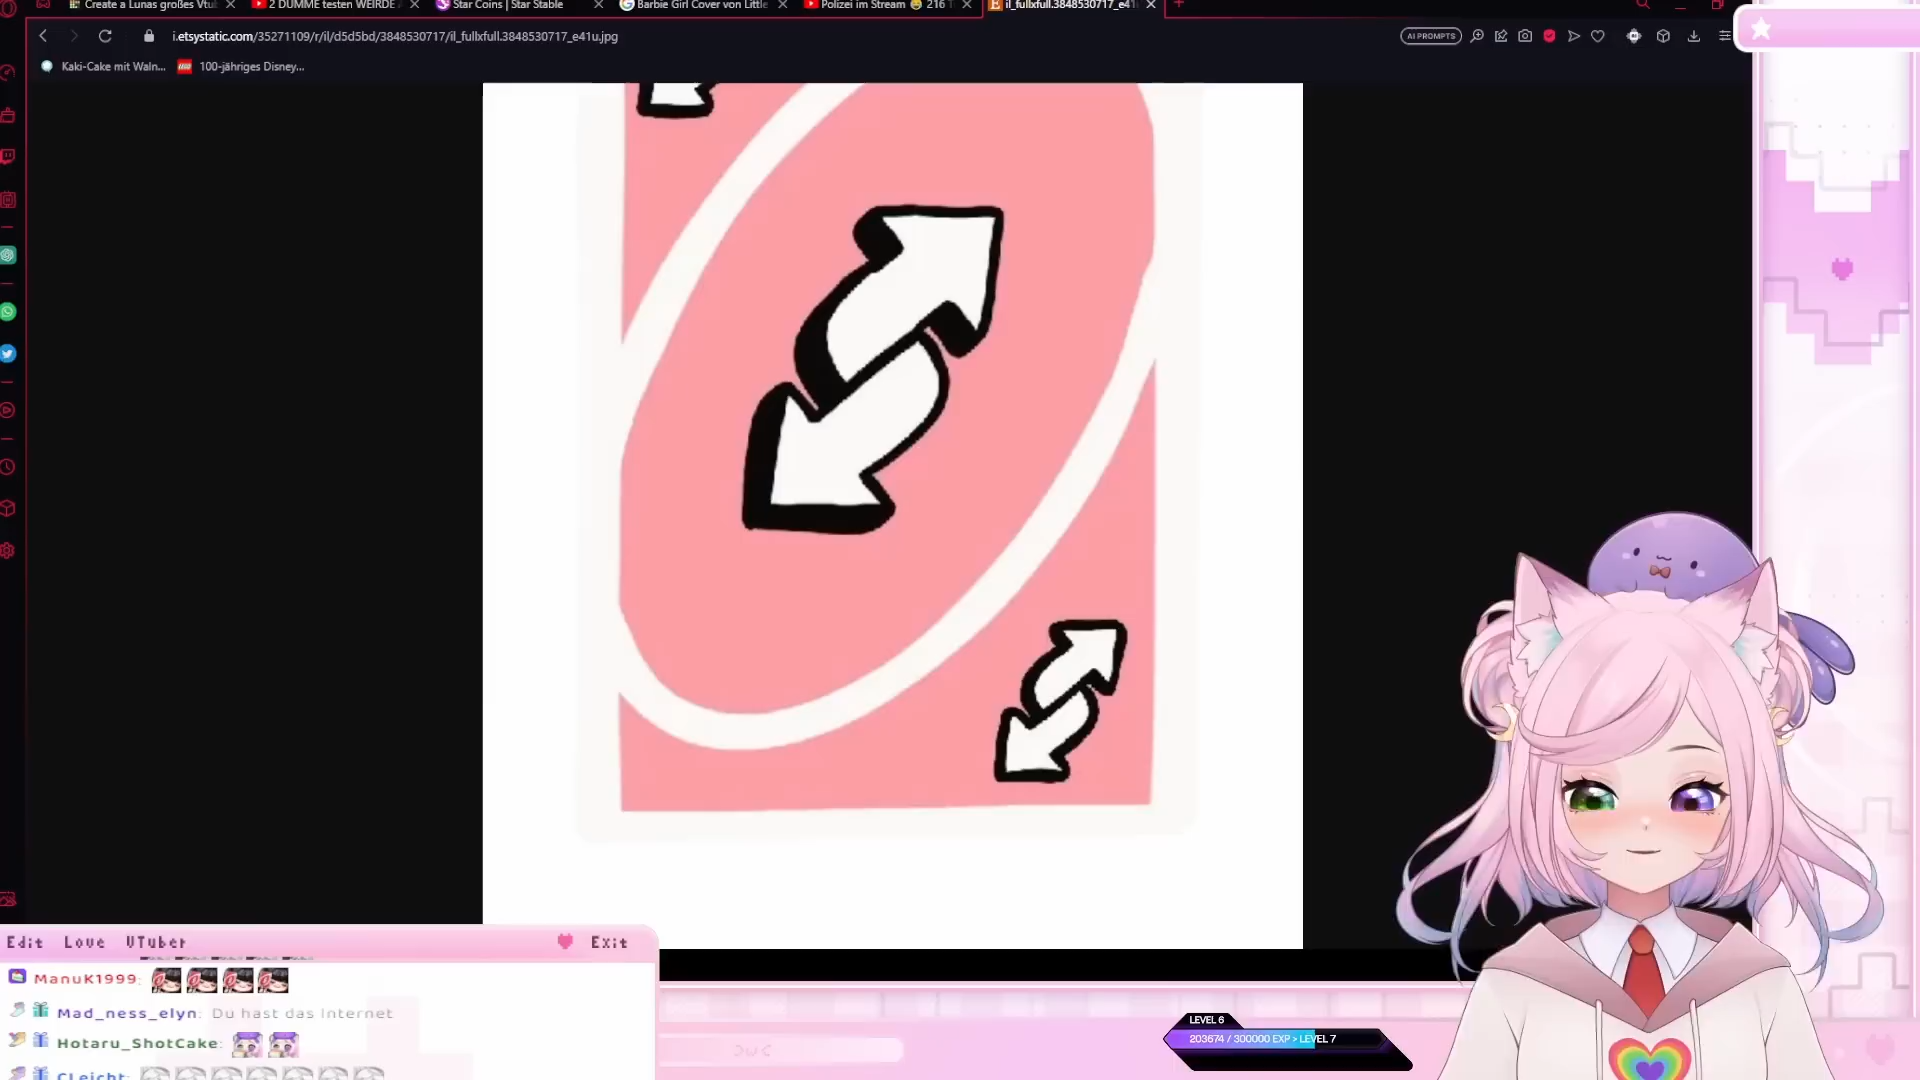 Create a Lunas großes Vtu
2 DUMME testen WEIRDE
Star Coins | Star Stable
Barbie Girl Cover von Little
Polizei im Stream 😂 216
il_fullxfull.3848530717_e41
i.etsystatic.com/35271109/r/il/d5d5bd/3848530717/il_fullxfull.3848530717_e41u.jpg
AI PROMPTS
Kaki-Cake mit Waln...
100-jähriges Disney...
Edit Love VTuber Exit
ManuK1999:
Mad_ness_elyn: Du hast das Internet
Hotaru_ShotCake:
CLeicht:
LEVEL 6
203674 / 300000 EXP > LEVEL 7